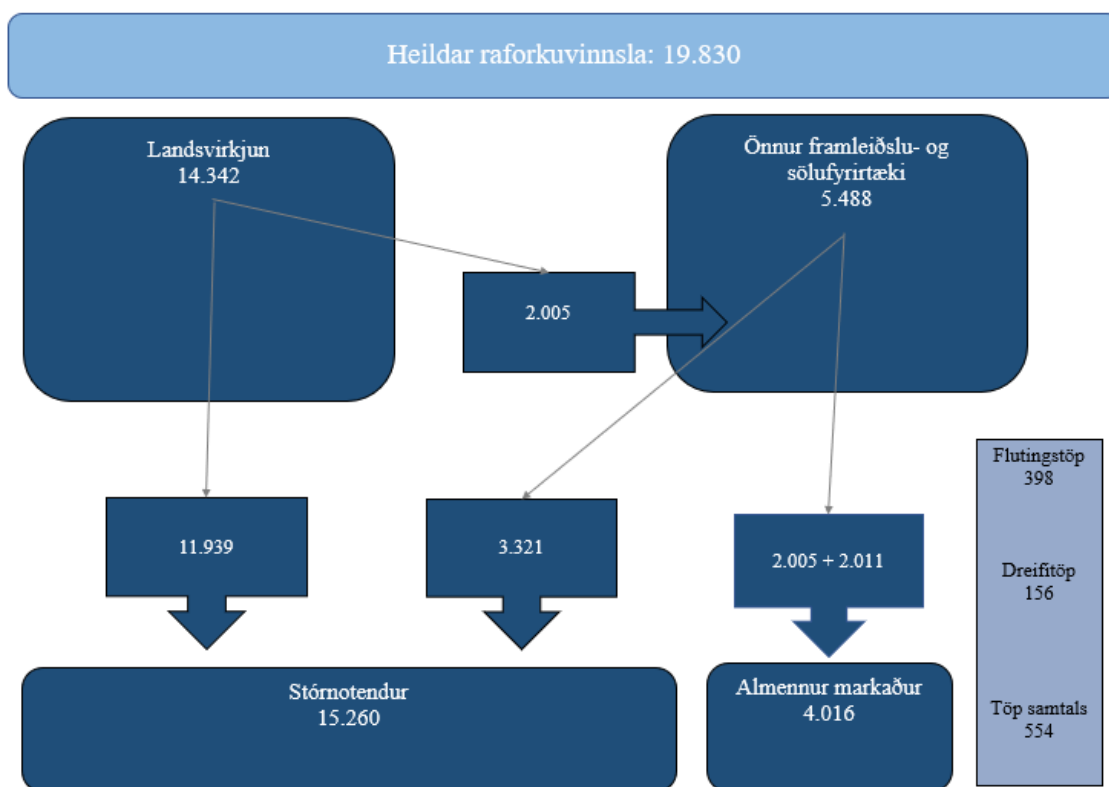 Heildar raforkuvinnsla: 19.830
Landsvirkjun
14.342
Önnur framleiðslu- og
sölufyrirtæki
5.488
2.005
11.939
3.321
2.005 + 2.011
Stórnotendur
15.260
Almennur markaður
4.016
Flutingstöp
398
Dreifitöp
156
Töp samtals
554